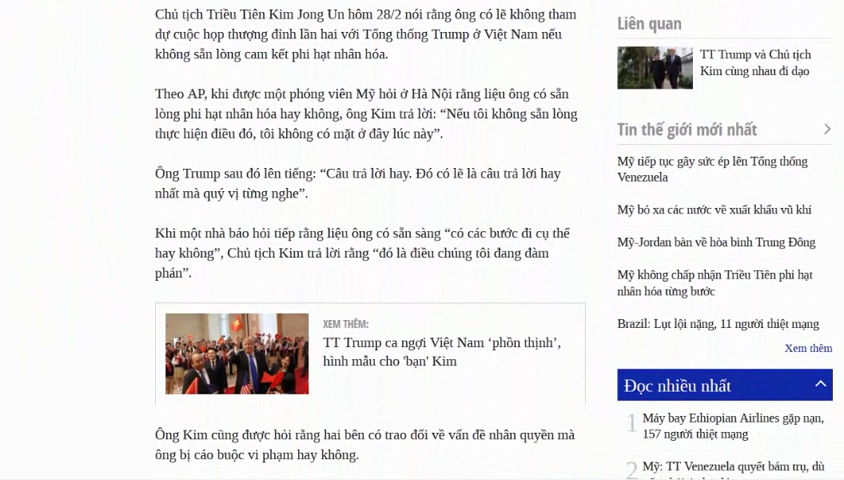 Chủ tịch Triều Tiên Kim Jong Un hôm 28/2 nói rằng ông có lẽ không tham
dự cuộc họp thượng đỉnh lần hai với Tổng thống Trump ở Việt Nam nếu
không sẵn lòng cam kết phi hạt nhân hóa.
Theo AP, khi được một phóng viên Mỹ hỏi ở Hà Nội rằng liệu ông có sẵn
lòng phi hạt nhân hóa hay không, ông Kim trả lời: “Nếu tôi không sẵn lòng
thực hiện điều đó, tôi không có mặt ở đây lúc này”.
Ông Trump sau đó lên tiếng: “Câu trả lời hay. Đó có lẽ là câu trả lời hay
nhất mà quý vị từng nghe”.
Khi một nhà báo hỏi tiếp rằng liệu ông có sẵn sàng “có các bước đi cụ thể
hay không”, Chủ tịch Kim trả lời rằng “đó là điều chúng tôi đang đàm
phán”.
XEM THÊM:
TT Trump ca ngợi Việt Nam ‘phồn thịnh’,
hình mẫu cho 'bạn' Kim
Ông Kim cũng được hỏi rằng hai bên có trao đổi về vấn đề nhân quyền mà
ông bị cáo buộc vi phạm hay không.
Liên quan
TT Trump và Chủ tịch
Kim cùng nhau đi dạo
Tin thế giới mới nhất
Mỹ tiếp tục gây sức ép lên Tổng thống
Venezuela
Mỹ bỏ xa các nước về xuất khẩu vũ khí
Mỹ-Jordan bàn về hòa bình Trung Đông
Mỹ không chấp nhận Triều Tiên phi hạt
nhân hóa từng bước
Brazil: Lụt lội nặng, 11 người thiệt mạng
Xem thêm
Đọc nhiều nhất
1 Máy bay Ethiopian Airlines gặp nạn,
157 người thiệt mạng
2 Mỹ: TT Venezuela quyết bám trụ, dù